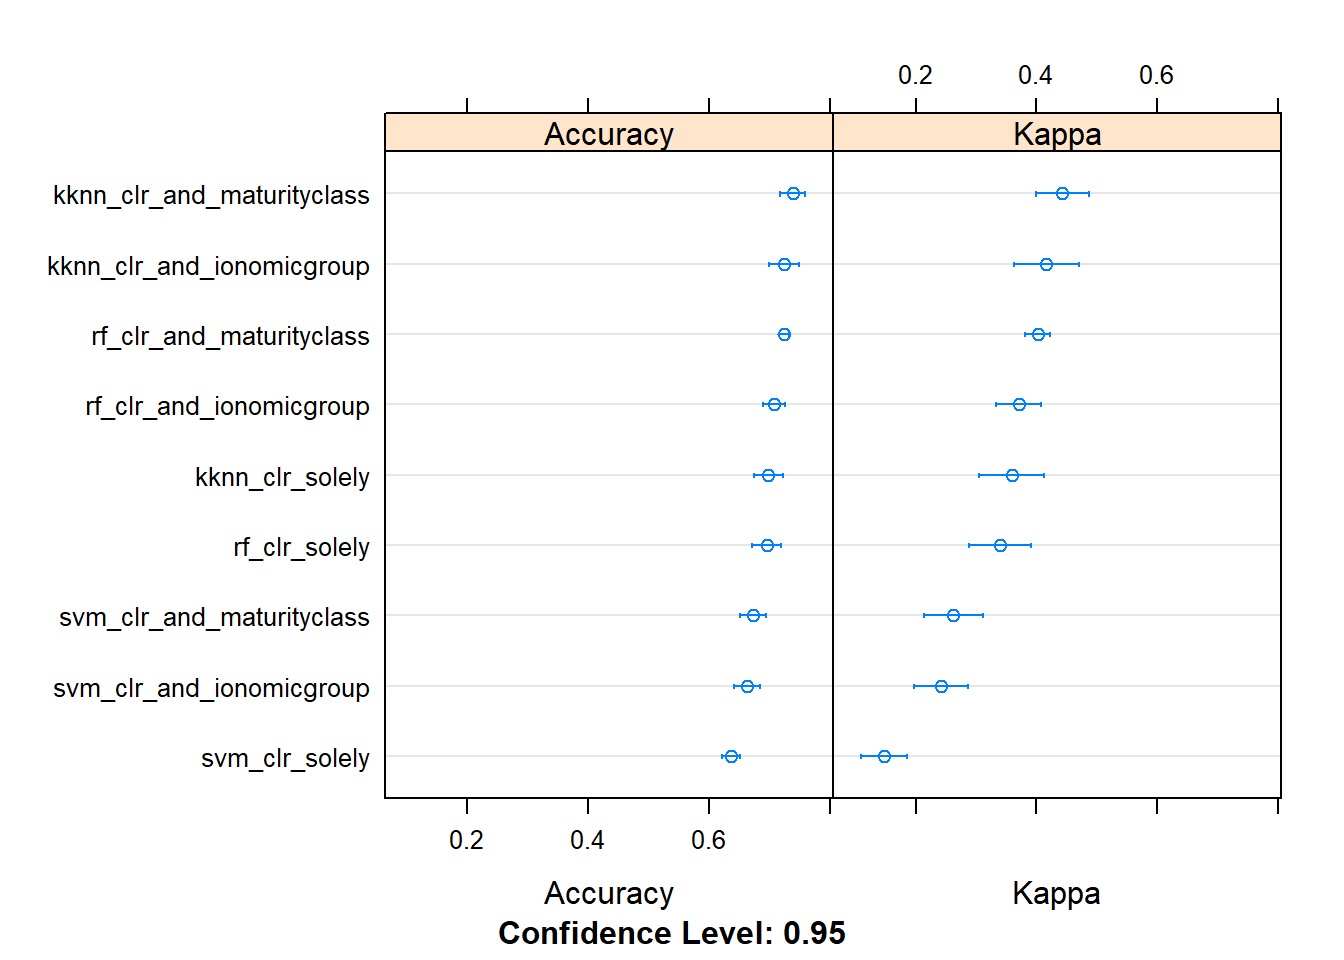 0.2 0.4 0.6
Accuracy Kappa
kknn_clr_and_maturityclass
kknn_clr_and_ionomicgroup
rf_clr_and_maturityclass
rf_clr_and_ionomicgroup
kknn_clr_solely
rf_clr_solely
svm_clr_and_maturityclass
svm_clr_and_ionomicgroup
svm_clr_solely
0.2 0.4 0.6
Accuracy Kappa
Confidence Level: 0.95